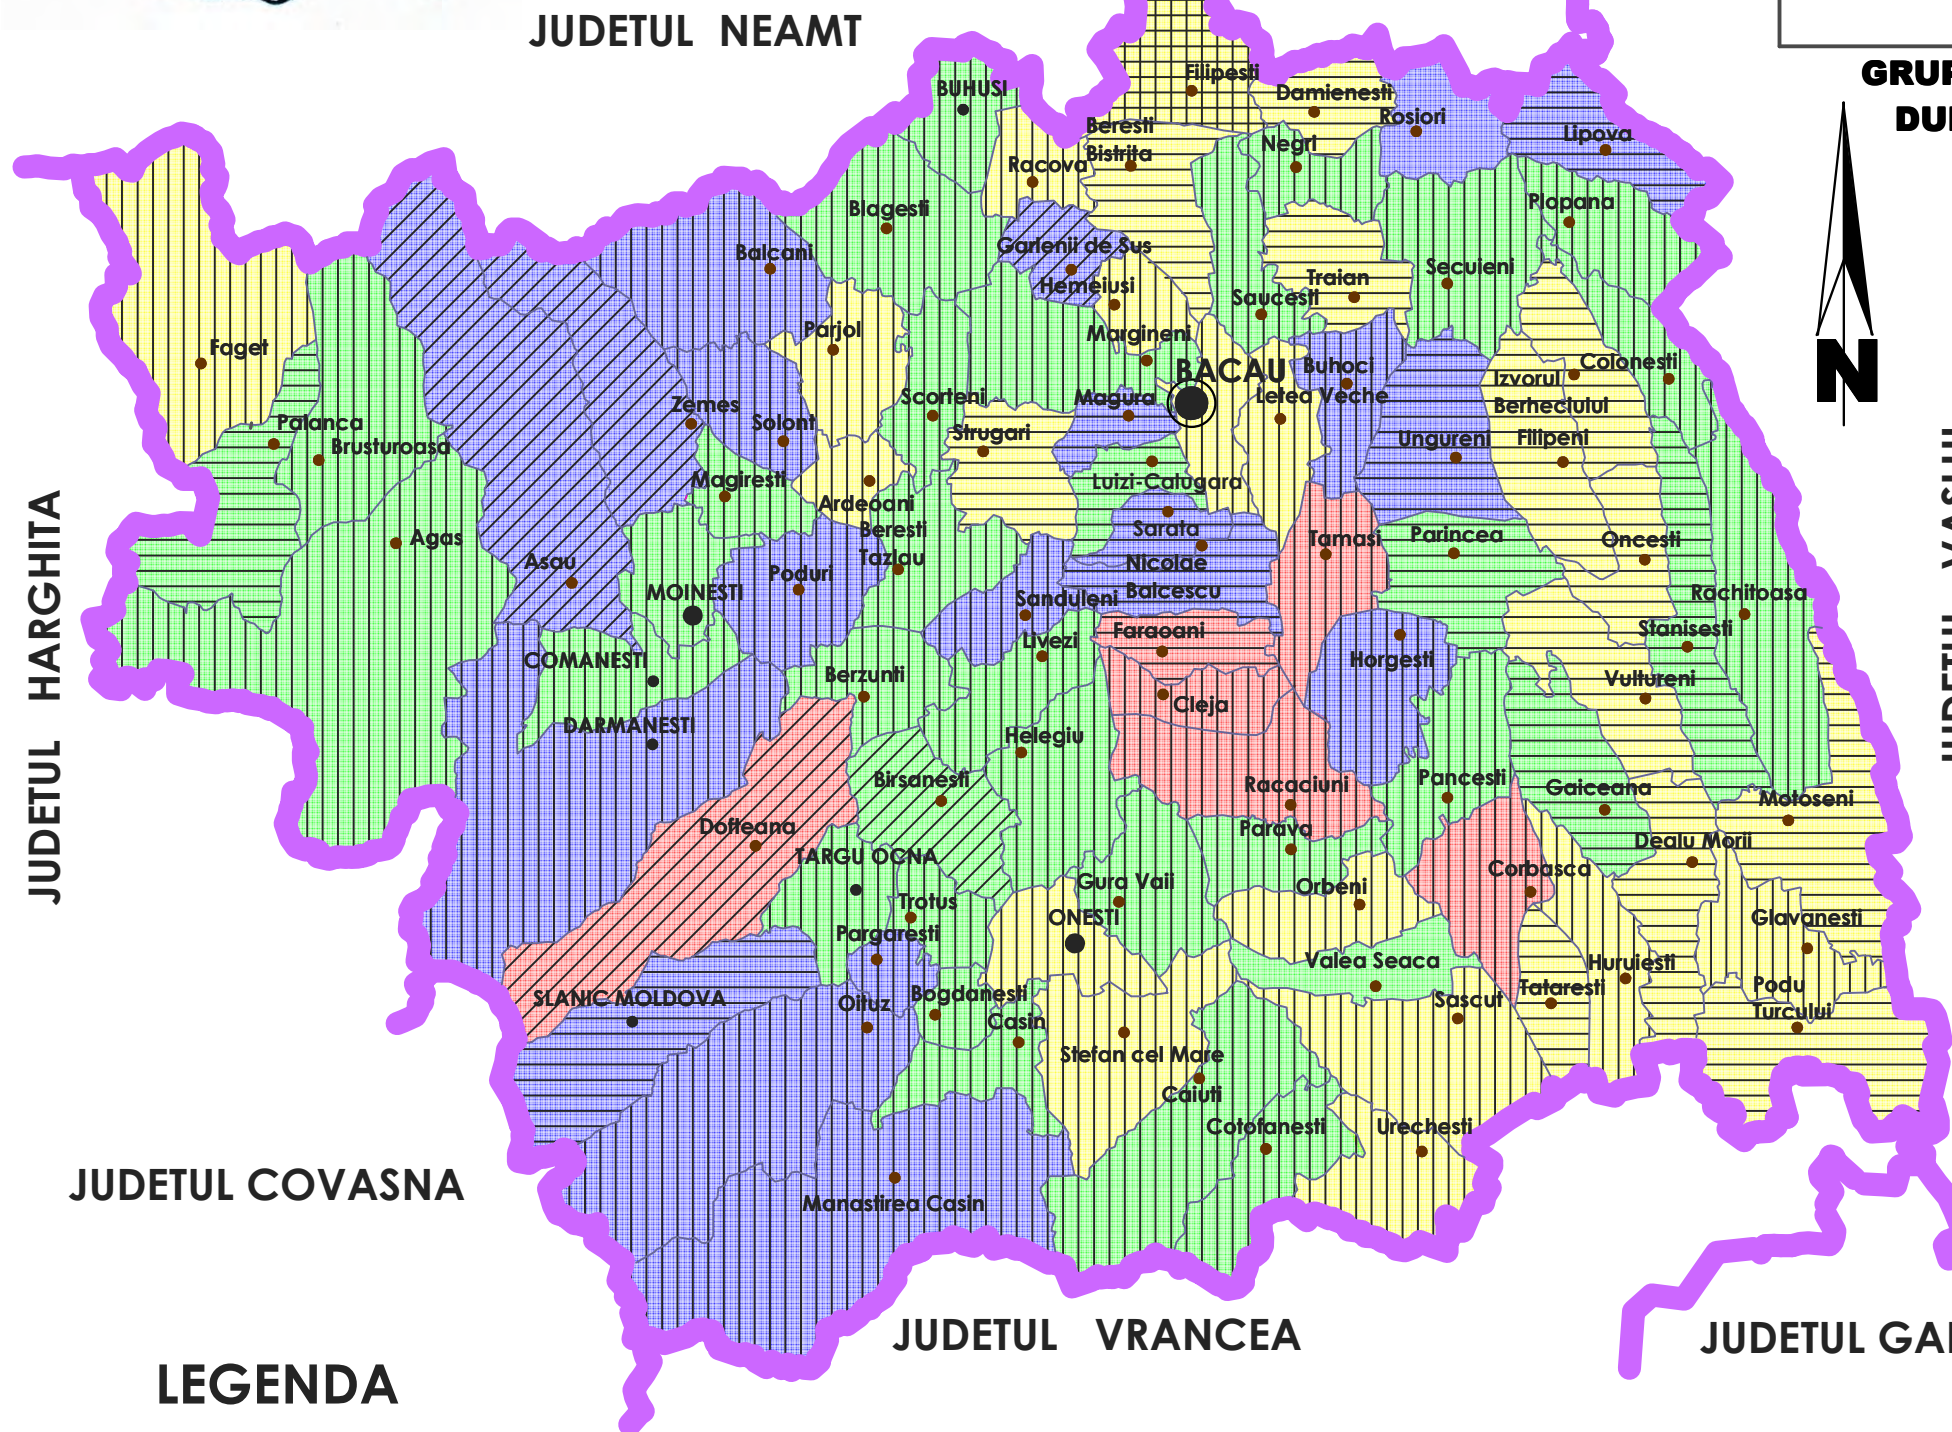 JUDETUL NEAMT
GRUP
DU
BUHUSI
Filipesti
Damienesti
Rosiori
Lipova
Beresti
Bistrita
Negri
Racova
Plopana
Blagesti
Garlenii de Sus
Balcani
Secuieni
Traian
Hemeiusi
Saucesti
Parjol
Margineni
Faget
BACAU
Buhoci
Colonesti
Izvorul
Berheciului
Scorteni
Magura
Letea Veche
Zemes
Solont
Palanca
Brusturoasa
Strugari
Ungureni
Filipeni
Magiresti
Luizi-Calugara
Ardeoani
Agas
Beresti
Tazlau
Sarata
Tamasi
Parincea
Oncesti
Asau
Poduri
Nicolae
Balcescu
MOINESTI
Sanduleni
Rachitoasa
Faraoani
Stanisesti
Livezi
COMANESTI
Horgesti
Berzunti
Vultureni
Cleja
DARMANESTI
Helegiu
Birsanesti
Racaciuni
Pancesti
Gaiceana
Motoseni
Dofteana
Parava
Dealu Morii
TARGU OCNA
Corbasca
Gura Vaii
Orbeni
Trotus
ONESTI
Glavanesti
Pargaresti
Valea Seaca
Huruiesti
SLANIC MOLDOVA
Oituz
Bogdanesti
Sascut
Tataresti
Podu
Turcului
Casin
Stefan cel Mare
Caiuti
Cotofanesti
Urechesti
Manastirea Casin
JUDETUL HARGHITA
JUDETUL VASLUI
N
JUDETUL COVASNA
JUDETUL VRANCEA
JUDETUL GAL
LEGENDA